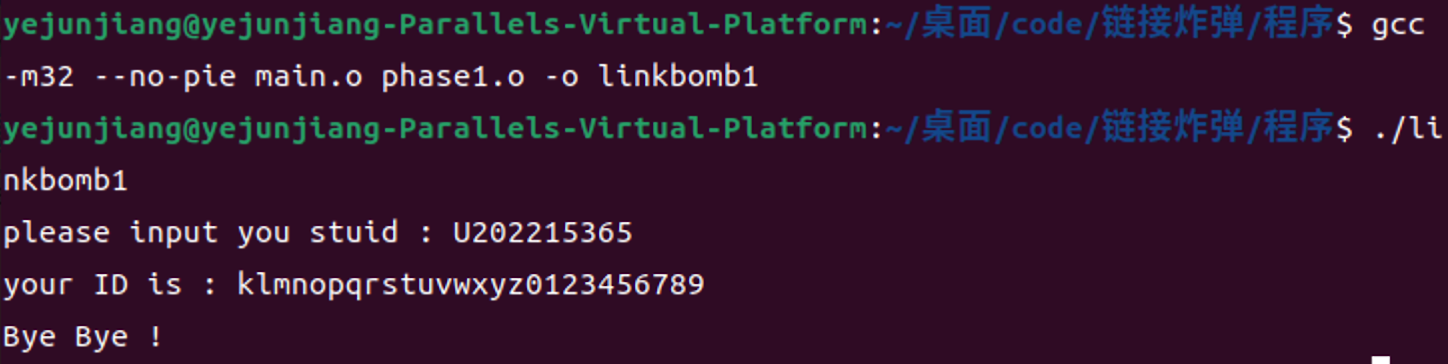 yejunjiang@yejunjiang-Parallels-Virtual-Platform:~/桌面/code/链接炸弹/程序$ gcc
-m32 --no-pie main.o phase1.o -o linkbomb1
yejunjiang@yejunjiang-Parallels-Virtual-Platform:~/桌面/code/链接炸弹/程序$ ./li
nkbomb1
please input you stuid : U202215365
your ID is : klmnopqrstuvwxyz0123456789
Bye Bye !